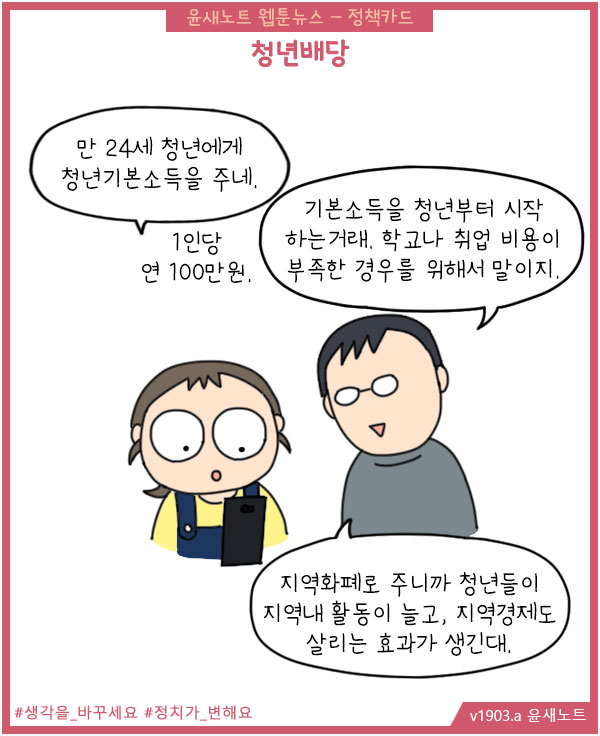 윤새노트 웹툰뉴스 - 정책카드
청년배당
만 24세 청년에게
청년기본소득을 주네.
1인당
연 100만원.
기본소득을 청년부터 시작
하는거래. 학교나 취업 비용이
부족한 경우를 위해서 말이지.
지역화폐로 주니까 청년들이
지역내 활동이 늘고, 지역경제도
살리는 효과가 생긴대.
#생각을_바꾸세요 #정치가_변해요
v1903.a 윤새노트